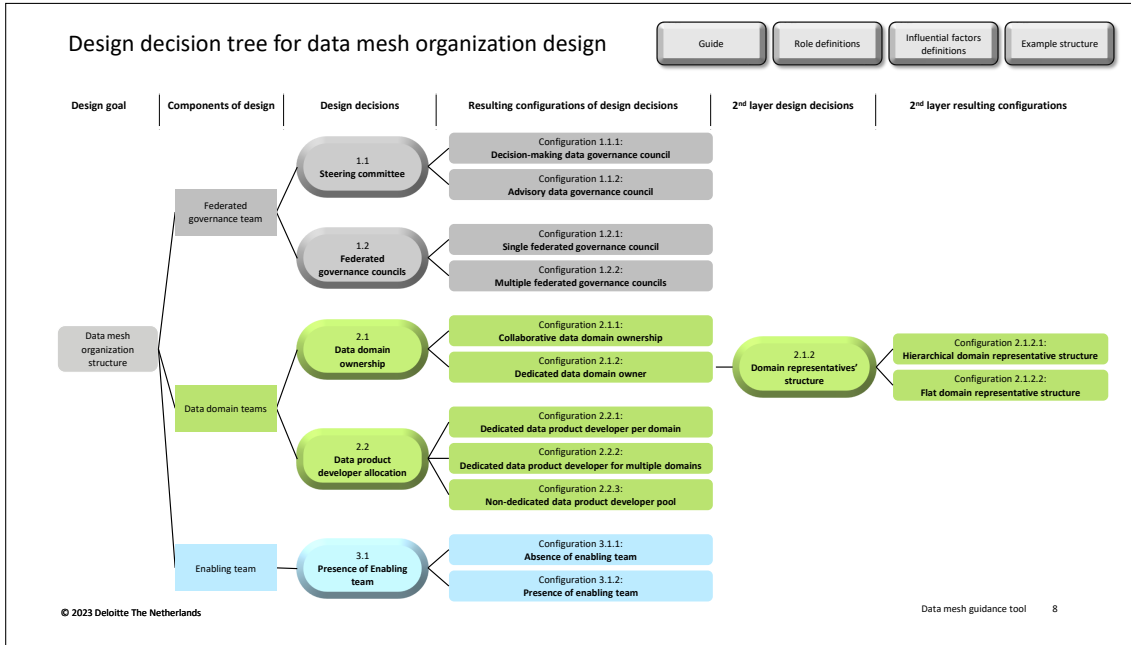 Design decision tree for data mesh organization design
Guide
Role definitions
Influential factors
definitions
Example structure
Design goal
Components of design
Design decisions
Resulting configurations of design decisions
2nd layer design decisions
2nd layer resulting configurations
Data mesh
organization
structure
Federated
governance team
1.1
Steering committee
Configuration 1.1.1:
Decision-making data governance council
Configuration 1.1.2:
Advisory data governance council
1.2
Federated
governance councils
Configuration 1.2.1:
Single federated governance council
Configuration 1.2.2:
Multiple federated governance councils
Data domain teams
2.1
Data domain
ownership
Configuration 2.1.1:
Collaborative data domain ownership
Configuration 2.1.2:
Dedicated data domain owner
2.1.2
Domain representatives’
structure
Configuration 2.1.2.1:
Hierarchical domain representative structure
Configuration 2.1.2.2:
Flat domain representative structure
2.2
Data product
developer allocation
Configuration 2.2.1:
Dedicated data product developer per domain
Configuration 2.2.2:
Dedicated data product developer for multiple domains
Configuration 2.2.3:
Non-dedicated data product developer pool
Enabling team
3.1
Presence of Enabling
team
Configuration 3.1.1:
Absence of enabling team
Configuration 3.1.2:
Presence of enabling team
© 2023 Deloitte The Netherlands
Data mesh guidance tool 8